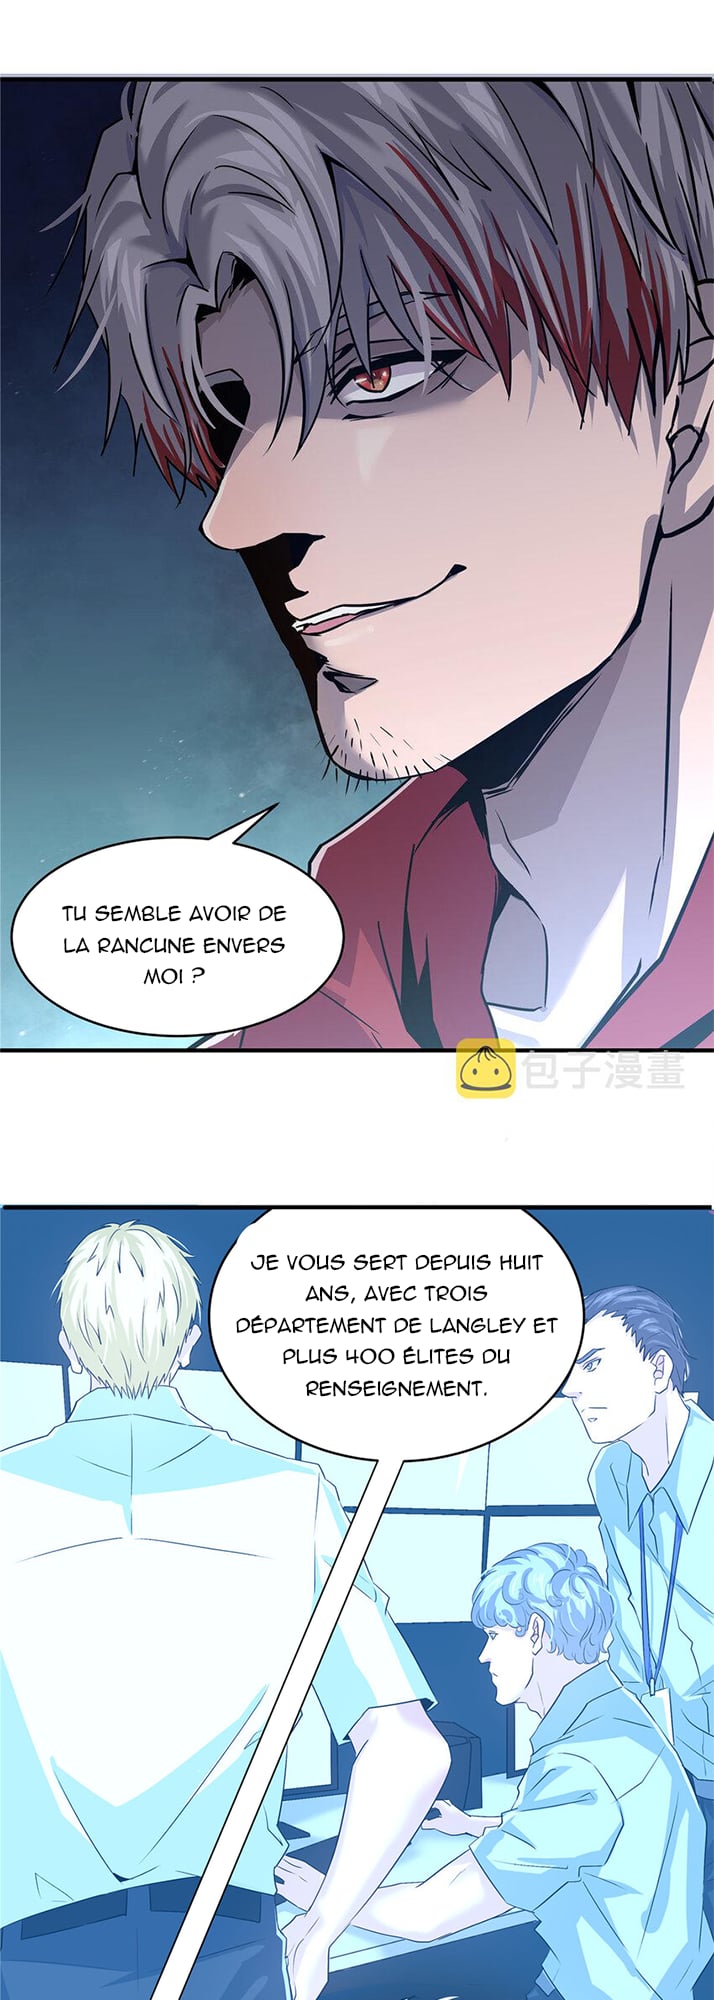 TU SEMBLE AVOIR DE
LA RANCUNE ENVERS
MOI ?
包子漫畫
JE VOUS SERT DEPUIS HUIT
ANS, AVEC TROIS
DÉPARTEMENT DE LANGLEY ET
PLUS 400 ÉLITES DU
RENSEIGNEMENT.